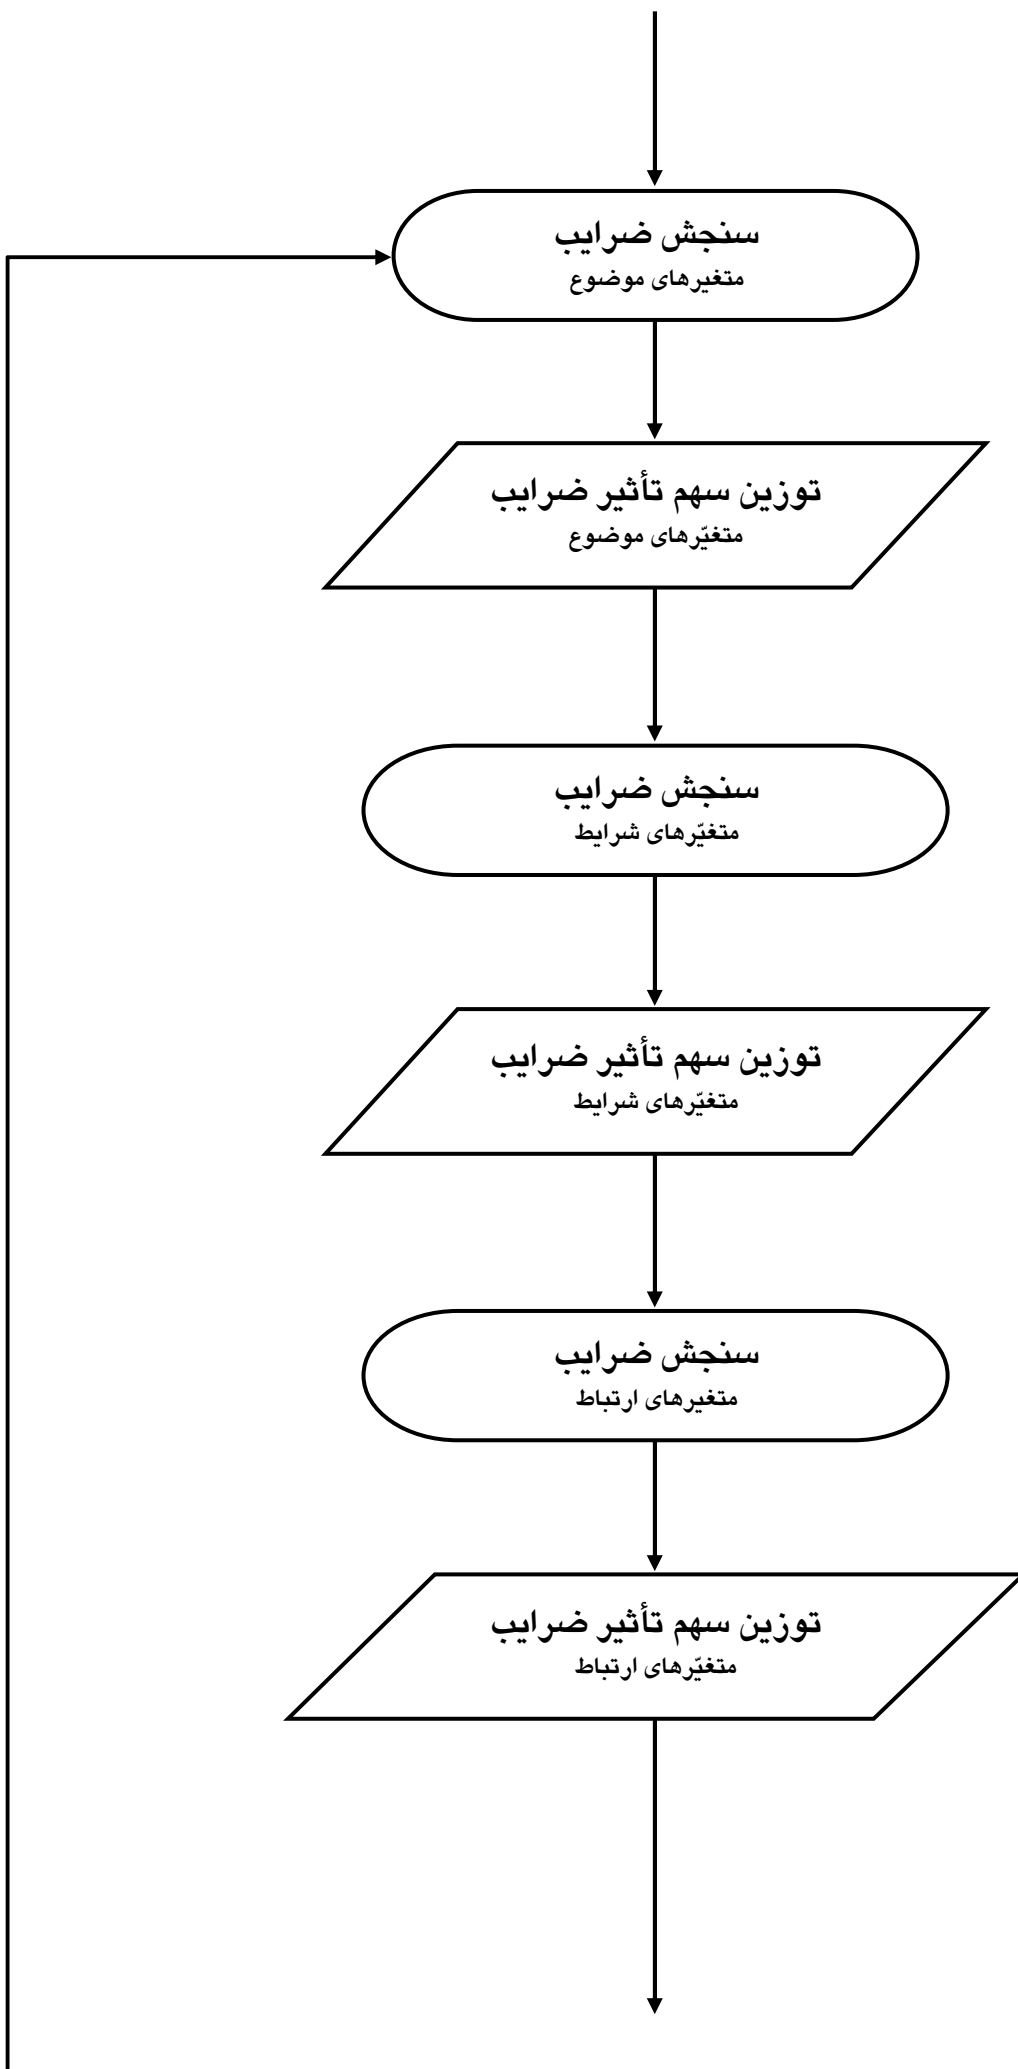 سنجش ضرایب
متغیرهای موضوع
توزین سهم تأثیر ضرایب
متغیّرهای موضوع
سنجش ضرایب
متغیّرهای شرایط
توزین سهم تأثیر ضرایب
متغیّرهای شرایط
سنجش ضرایب
متغیرهای ارتباط
توزین سهم تأثیر ضرایب
متغیّرهای ارتباط